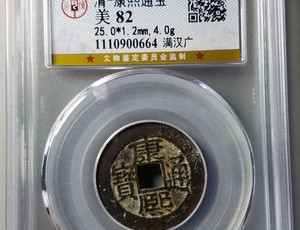 清 康熙通宝
美 82
25.0*1.2mm, 4.0g
1110900664 满汉广
★ 文物鉴定委员会监制 ★
康熙通寶